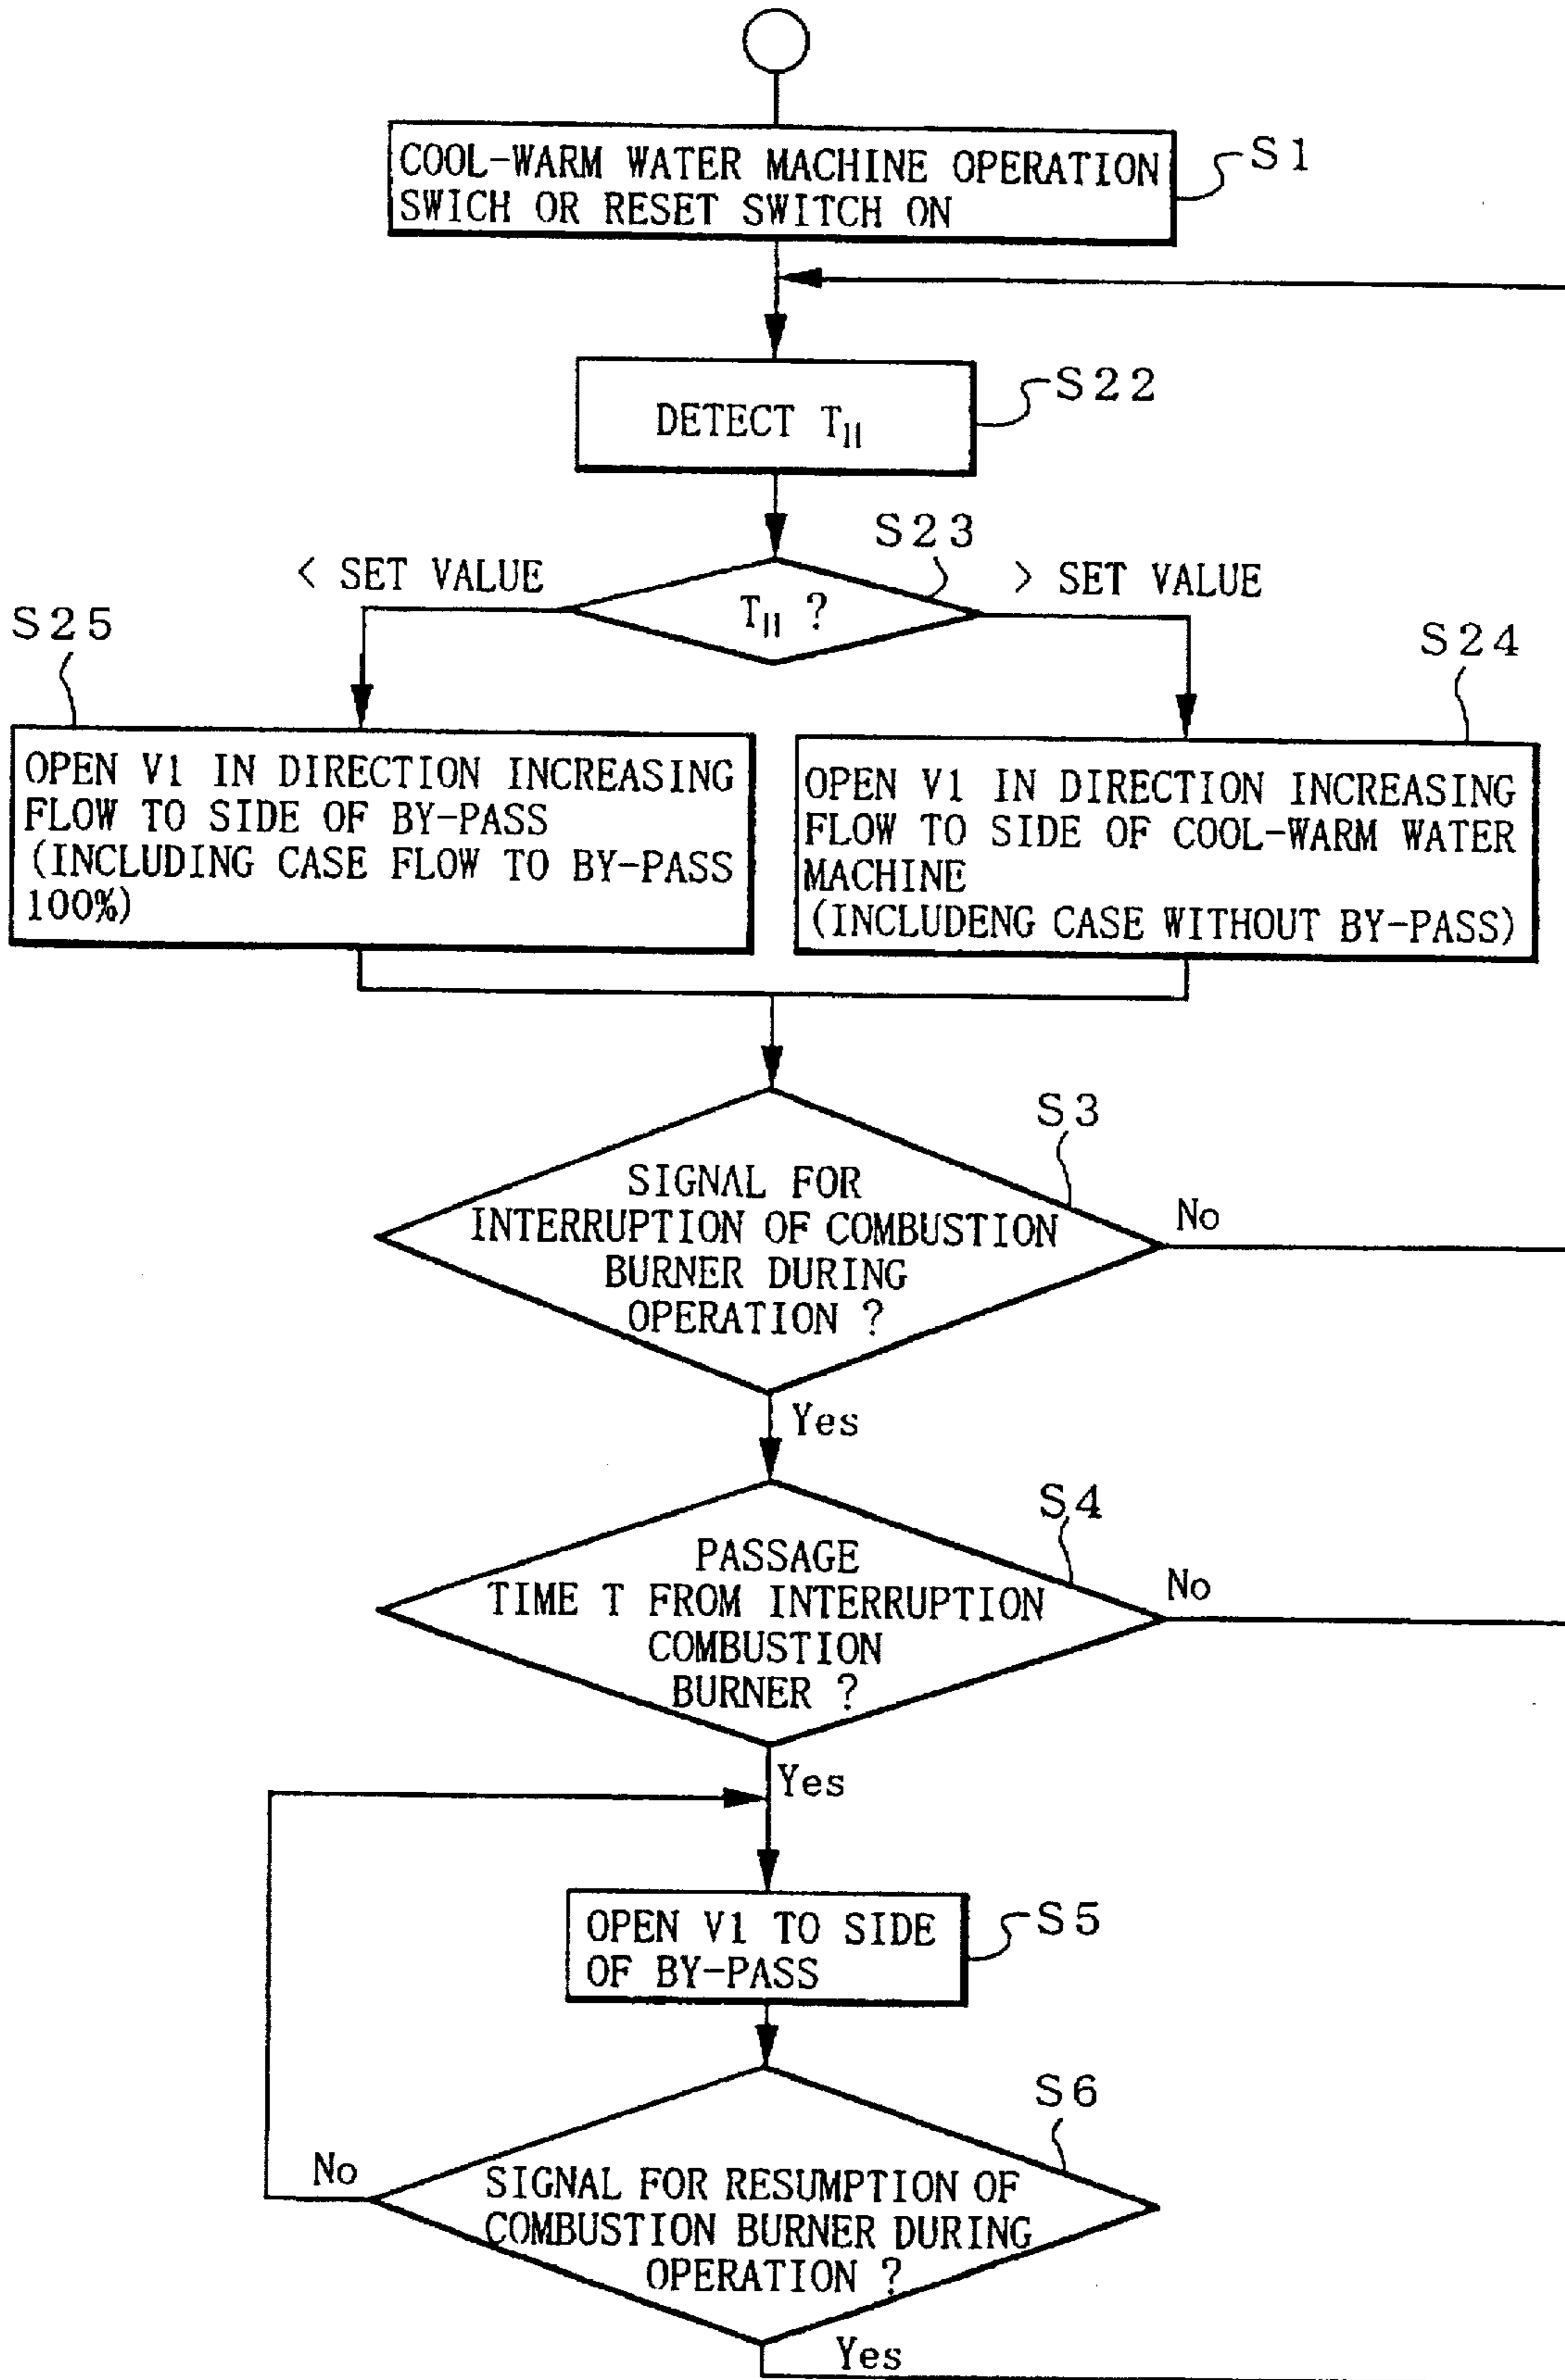 COOL-WARM WATER MACHINE OPERATION
SWICH OR RESET SWITCH ON
S1
DETECT T11
S22
S23
< SET VALUE
> SET VALUE
T11 ?
S25
S24
OPEN V1 IN DIRECTION INCREASING
FLOW TO SIDE OF BY-PASS
(INCLUDING CASE FLOW TO BY-PASS
100%)
OPEN V1 IN DIRECTION INCREASING
FLOW TO SIDE OF COOL-WARM WATER
MACHINE
(INCLUDENG CASE WITHOUT BY-PASS)
S3
SIGNAL FOR
INTERRUPTION OF COMBUSTION
BURNER DURING
OPERATION ?
No
Yes
S4
PASSAGE
TIME T FROM INTERRUPTION
COMBUSTION
BURNER ?
No
Yes
OPEN V1 TO SIDE
OF BY-PASS
S5
S6
SIGNAL FOR RESUMPTION OF
COMBUSTION BURNER DURING
OPERATION ?
No
Yes